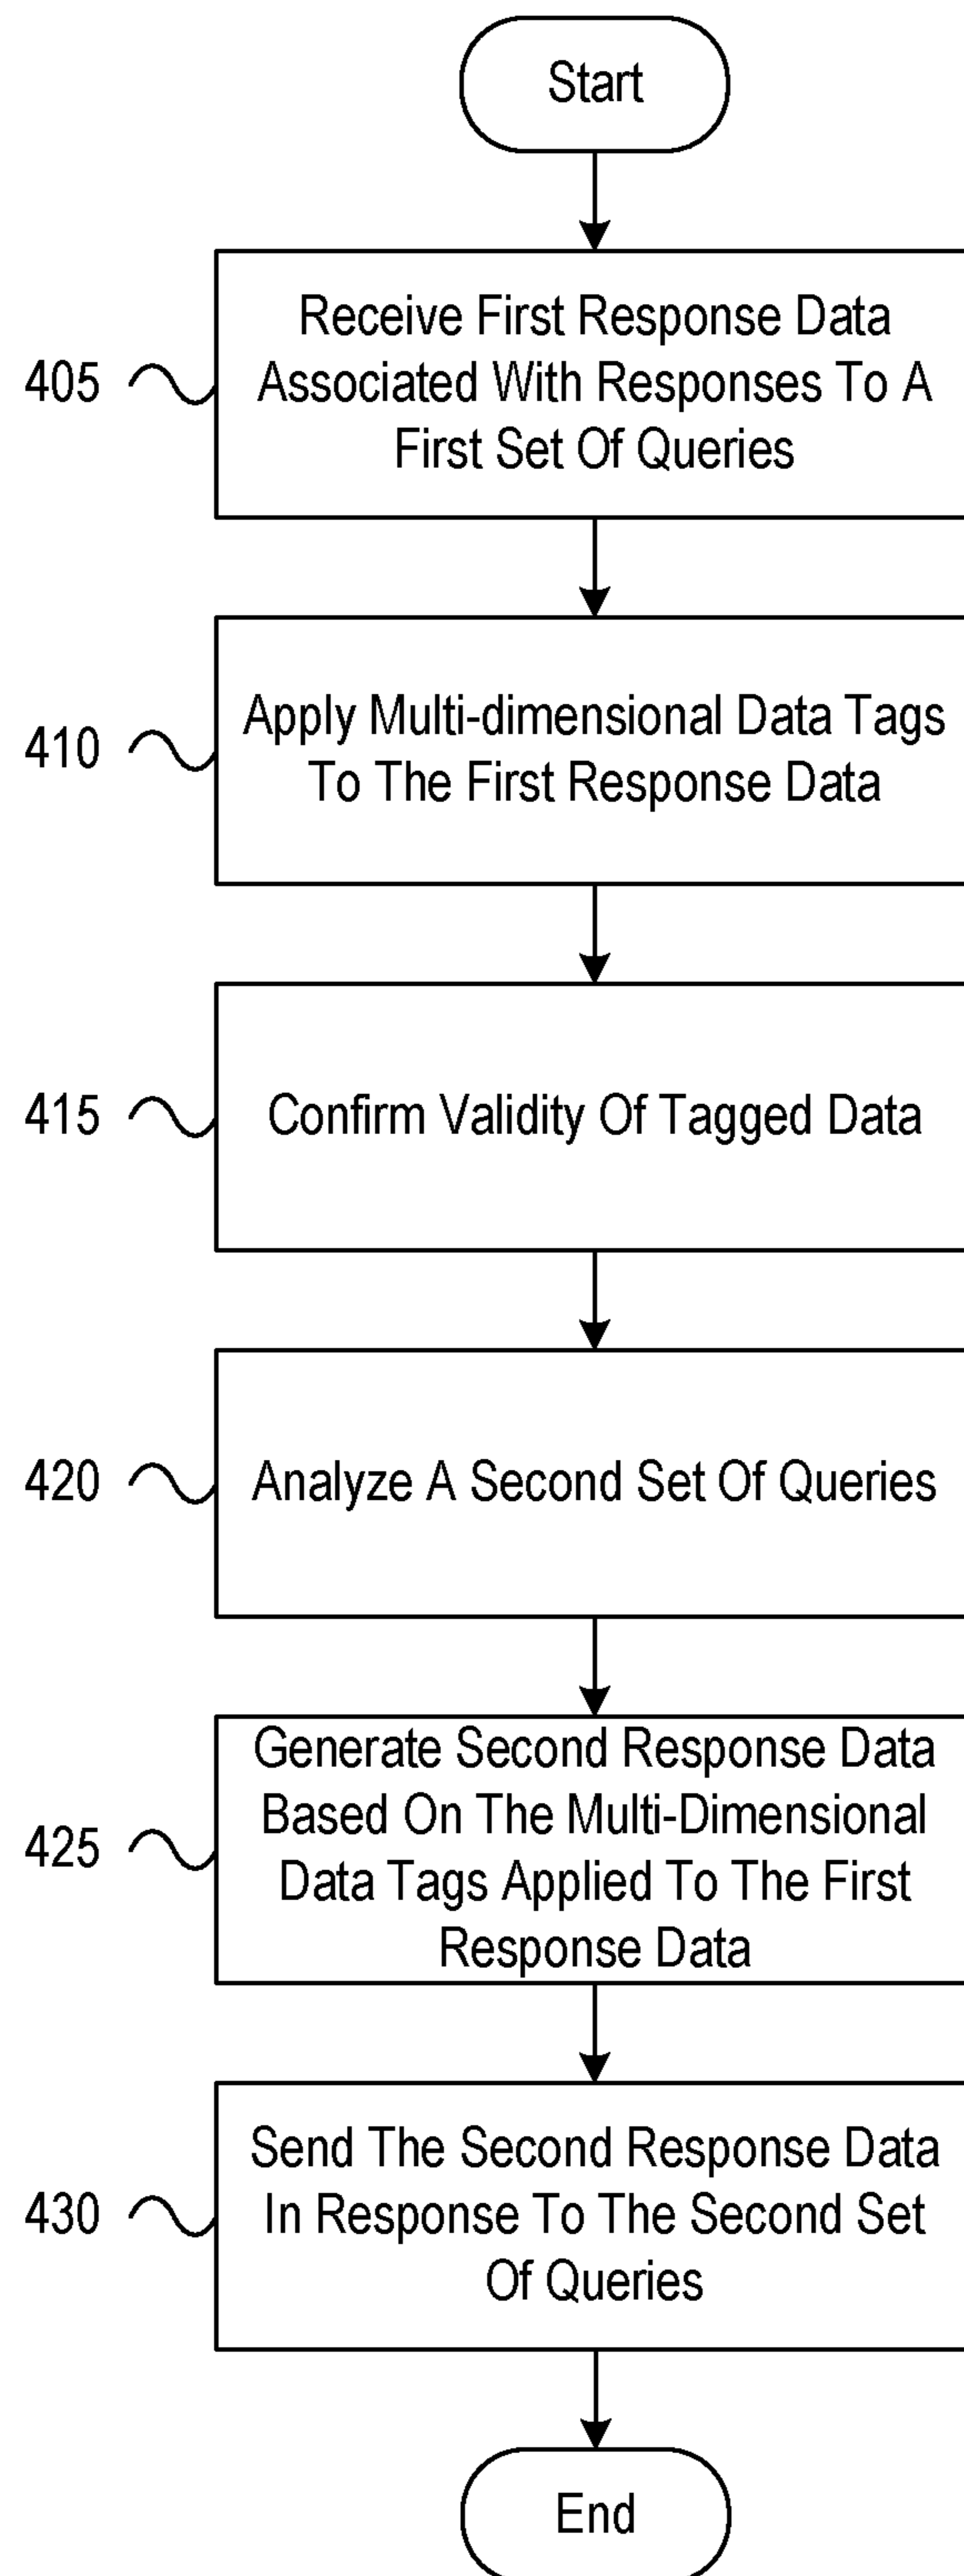 Start
Receive First Response Data
405
Associated With Responses To A
First Set Of Queries
Apply Multi-dimensional Data Tags
410
To The First Response Data
415
Confirm Validity Of Tagged Data
420
Analyze A Second Set Of Queries
Generate Second Response Data
Based On The Multi-Dimensional
425
Data Tags Applied To The First
Response Data
Send The Second Response Data
430
In Response To The Second Set
Of Queries
End